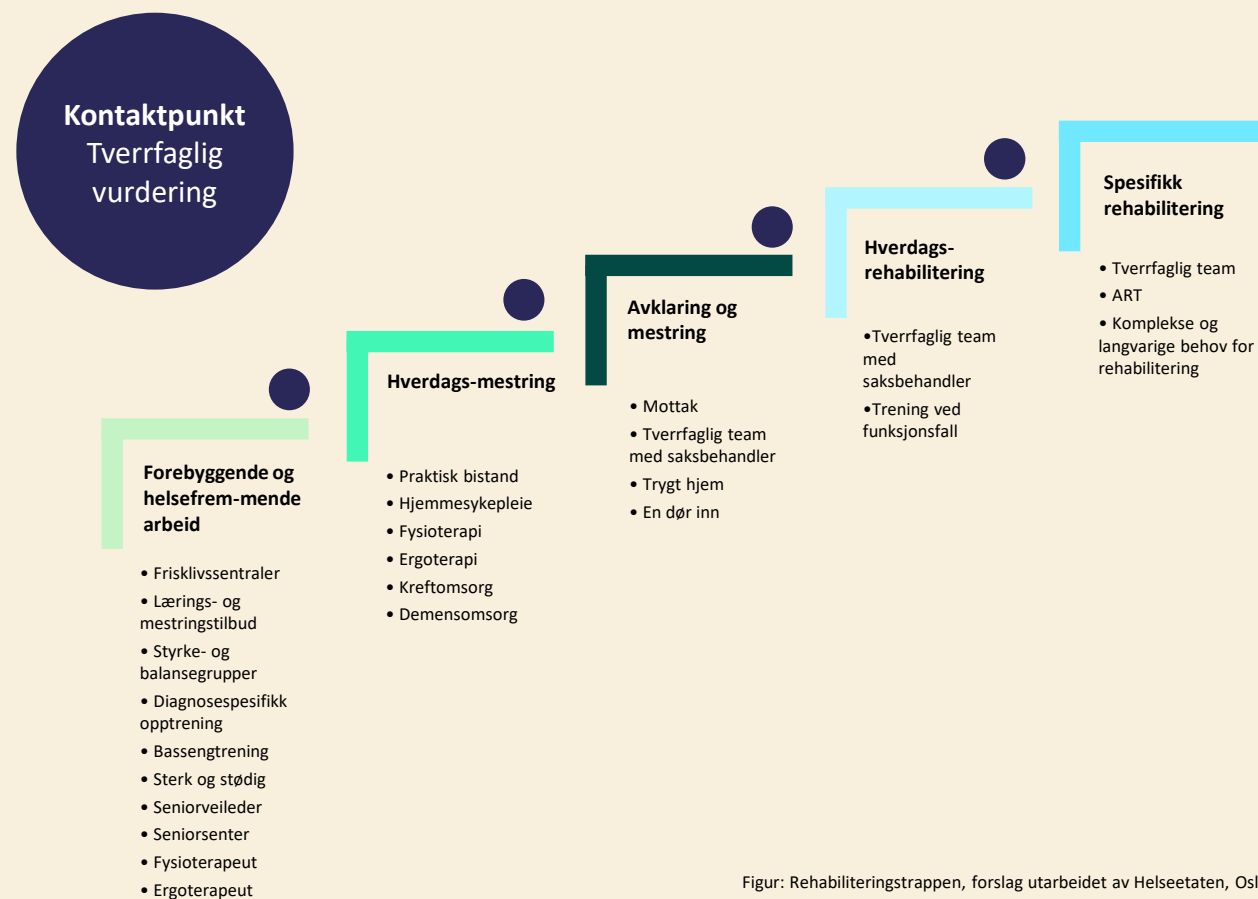 Kontaktpunkt
Tverrfaglig
vurdering
Forebyggende og
helsefrem-mende
arbeid
• Frisklivssentraler
• Lærings- og
mestringstilbud
• Styrke- og
balansegrupper
• Diagnosespesifikk
opptrening
• Bassengtrening
• Sterk og stødig
• Seniorveileder
• Seniorsenter
• Fysioterapeut
• Ergoterapeut
Hverdags-mestring
• Praktisk bistand
• Hjemmesykepleie
• Fysioterapi
• Ergoterapi
• Kreftomsorg
• Demensomsorg
Avklaring og
mestring
• Mottak
• Tverrfaglig team
med saksbehandler
• Trygt hjem
• En dør inn
Hverdags-
rehabilitering
•Tverrfaglig team
med
saksbehandler
•Trening ved
funksjonsfall
Spesifikk
rehabilitering
• Tverrfaglig team
• ART
• Komplekse og
langvarige behov for
rehabilitering
Figur: Rehabiliteringstrappen, forslag utarbeidet av Helseetaten, Osl